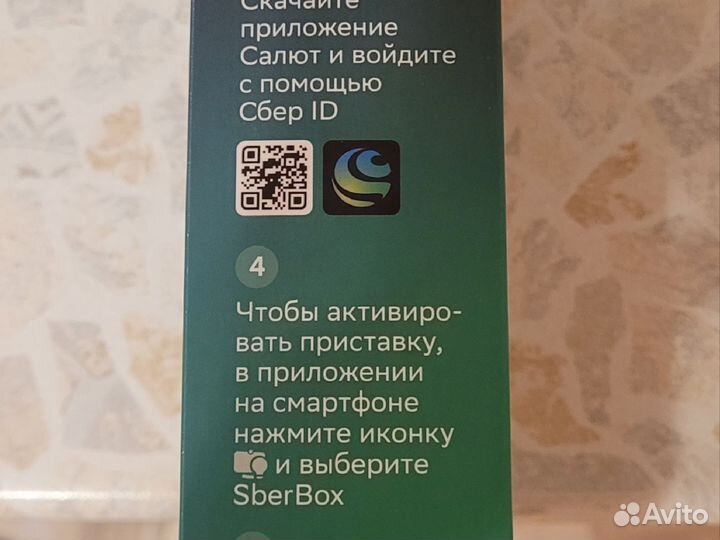 Скачайте
приложение
Салют и войдите
с помощью
Сбер ID
4
Чтобы активиро-
вать приставку,
в приложении
на смартфоне
нажмите иконку
и выберите
SberBox
Avito